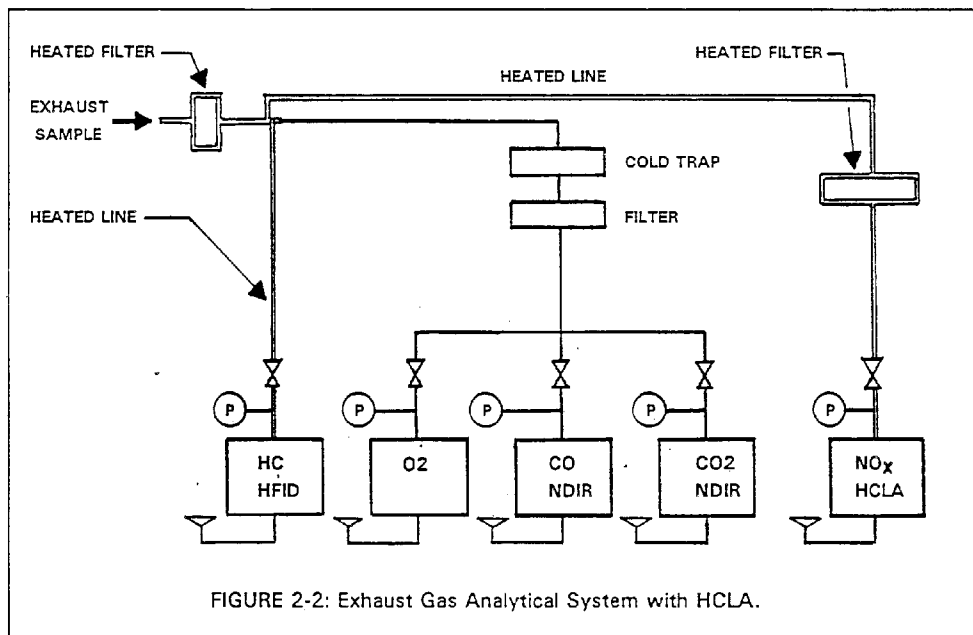 HEATED FILTER
HEATED FILTER
HEATED LINE
EXHAUST
SAMPLE
COLD TRAP
FILTER
HEATED LINE
P
P
P
P
P
HC
HFID
O2
CO
NDIR
CO2
NDIR
NOx
HCLA
FIGURE 2-2: Exhaust Gas Analytical System with HCLA.